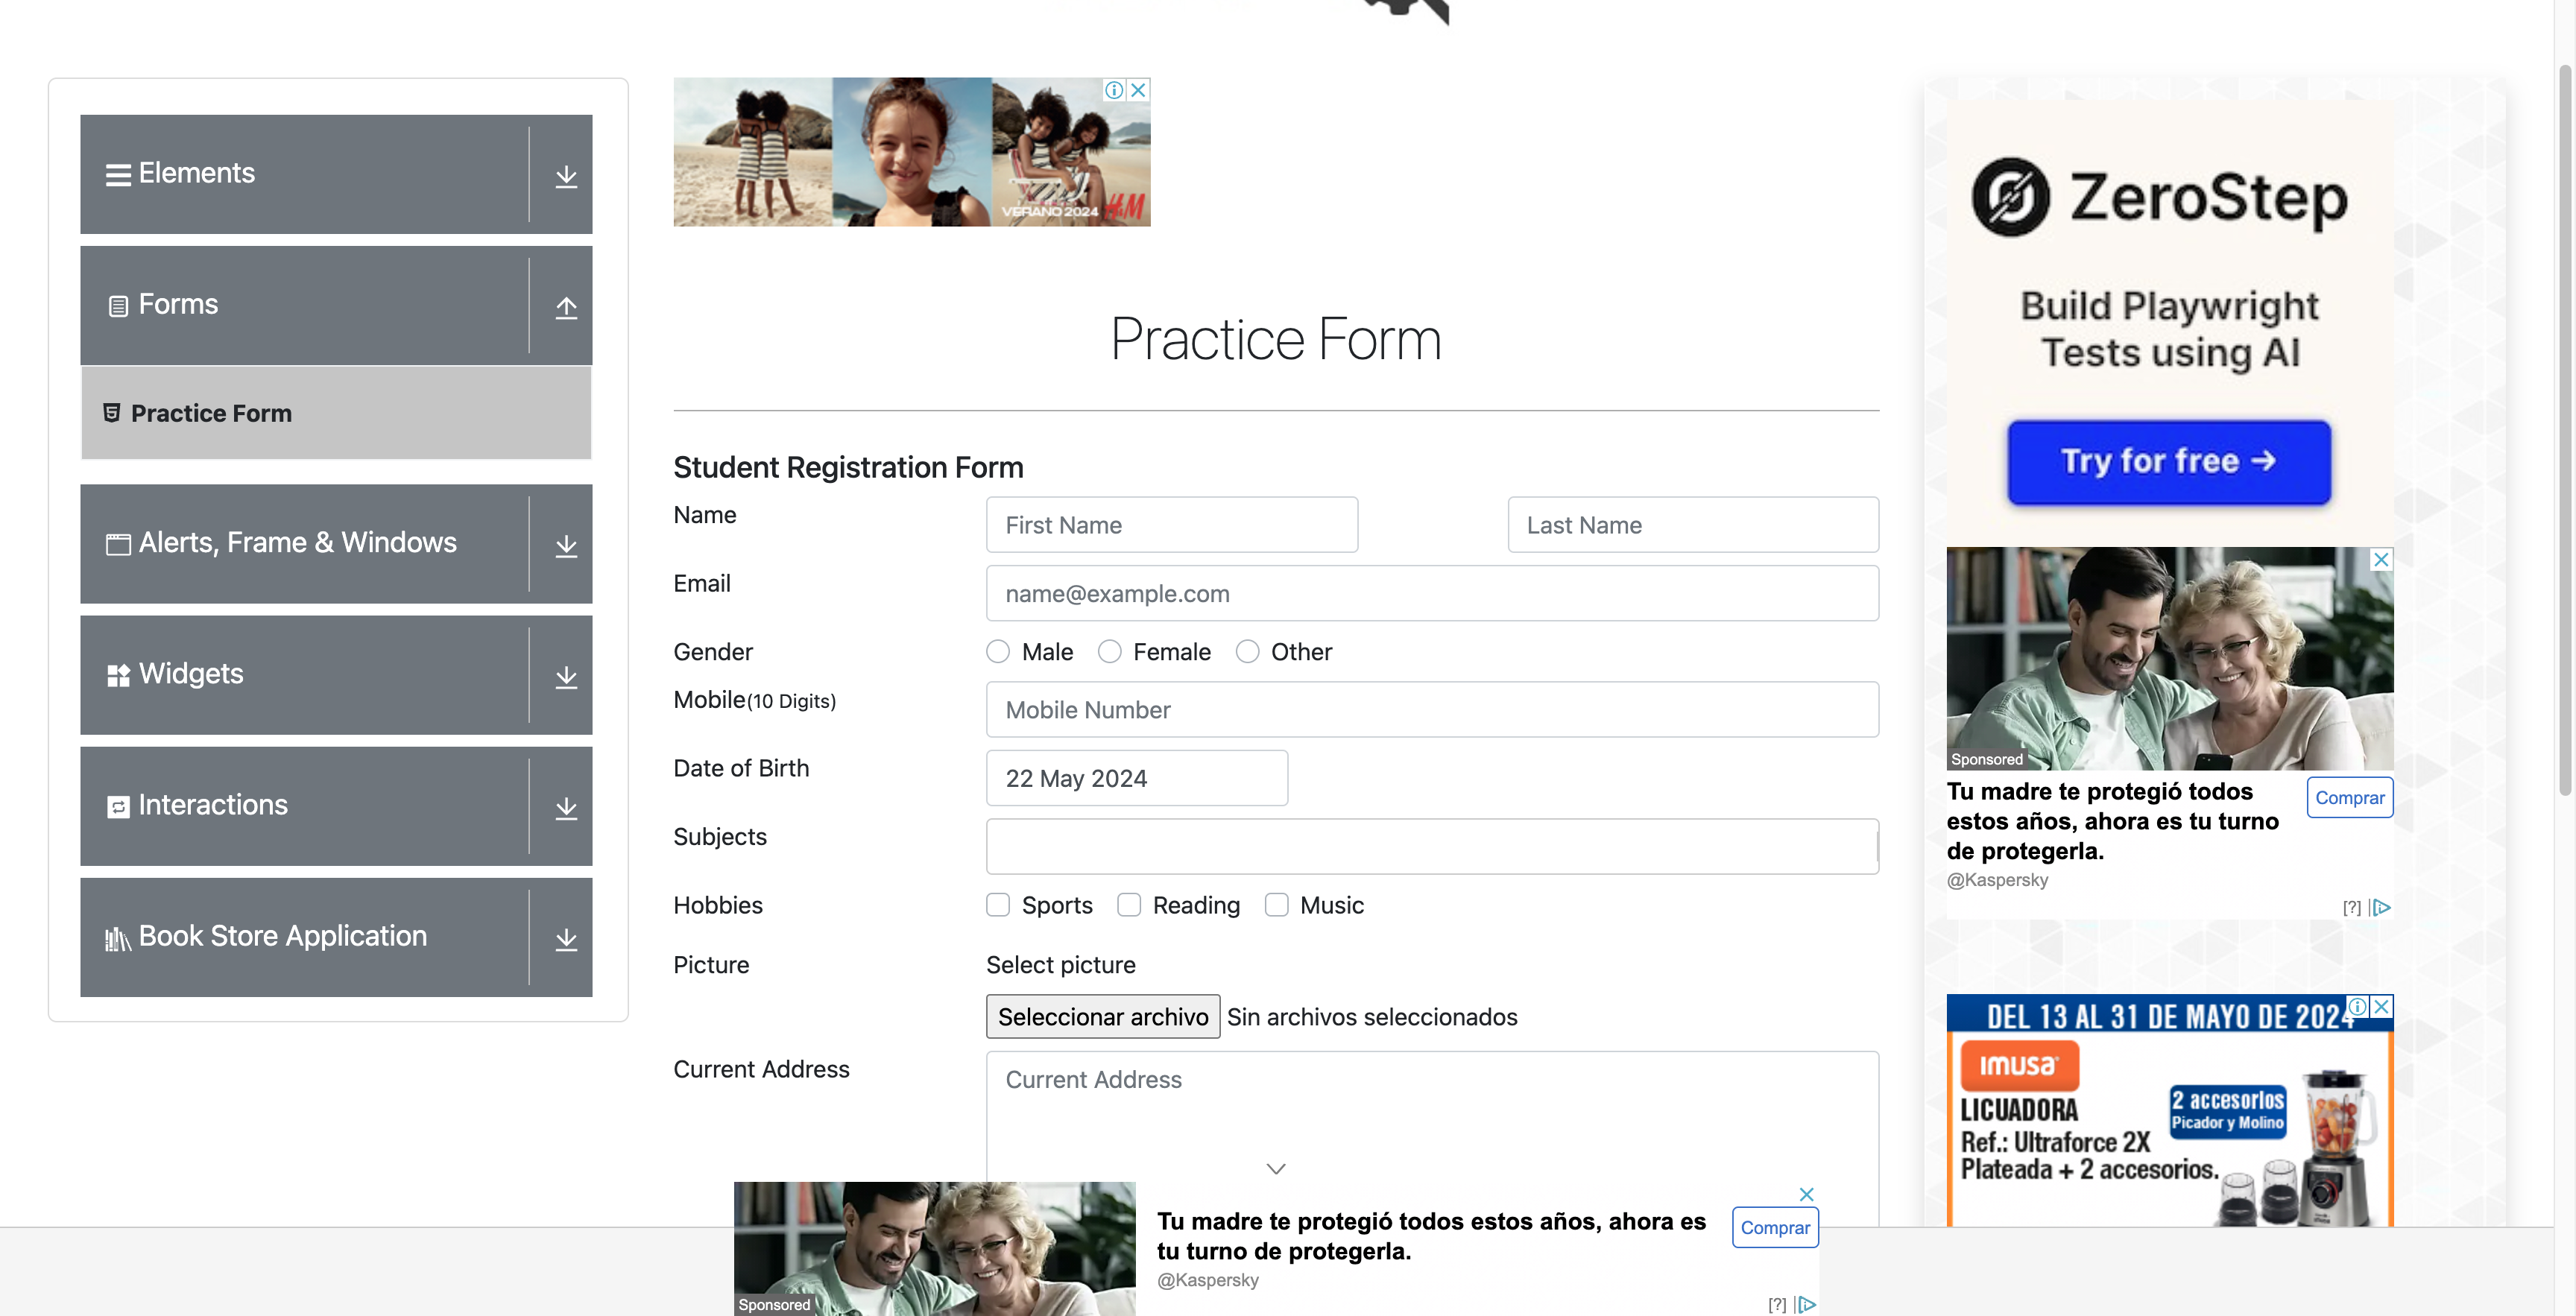 Elements
Forms
Practice Form
Alerts, Frame & Windows
Widgets
Interactions
Book Store Application
VERANO 2024 H&M
Practice Form
Student Registration Form
Name
First Name
Last Name
Email
name@example.com
Gender
Male
Female
Other
Mobile(10 Digits)
Mobile Number
Date of Birth
22 May 2024
Subjects
Hobbies
Sports
Reading
Music
Picture
Select picture
Seleccionar archivo Sin archivos seleccionados
Current Address
Current Address
Sponsored
Tu madre te protegió todos estos años, ahora es
tu turno de protegerla.
@Kaspersky
Comprar
[?]
ZeroStep
Build Playwright
Tests using AI
Try for free →
Sponsored
Tu madre te protegió todos
estos años, ahora es tu turno
de protegerla.
@Kaspersky
Comprar
[?]
DEL 13 AL 31 DE MAYO DE 2024
IMUSA
LICUADORA
Ref.: Ultraforce 2X
Plateada + 2 accesorios.
2 accesorios
Picador y Molino